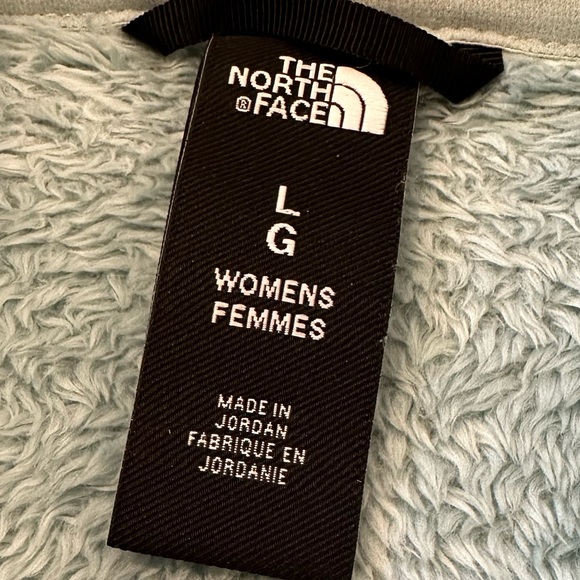 THE
NORTH
® FACE
L
G
WOMENS
FEMMES
MADE IN
JORDAN
FABRIQUE EN
JORDANIE